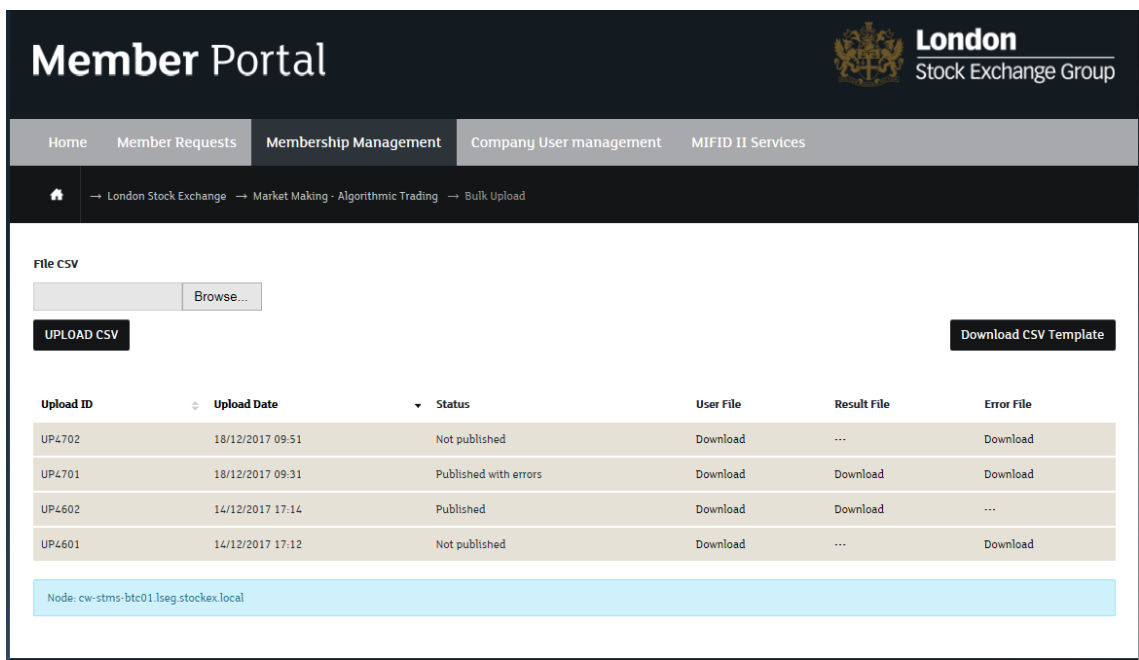 Member Portal
London
Stock Exchange Group
Home Member Requests Membership Management Company User management MIFID II Services
→ London Stock Exchange → Market Making - Algorithmic Trading → Bulk Upload
File CSV
Browse...
UPLOAD CSV Download CSV Template
Upload ID Upload Date Status User File Result File Error File
UP4702 18/12/2017 09:51 Not published Download --- Download
UP4701 18/12/2017 09:31 Published with errors Download Download Download
UP4602 14/12/2017 17:14 Published Download Download ---
UP4601 14/12/2017 17:12 Not published Download --- Download
Node: cw-stms-btc01.lseg.stockex.local